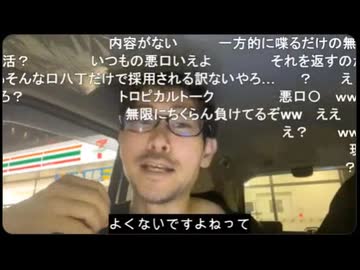 内容がない 一方的に喋るだけの無
活? いつもの悪口いえよ それを返すのか
らそんな口八丁だけで採用される訳ないやろ… ? え
ろ? トロピカルトーク 悪口〇 ww
無限にちくらん負けてるぞww ええ
え? ww
よくないですよねって